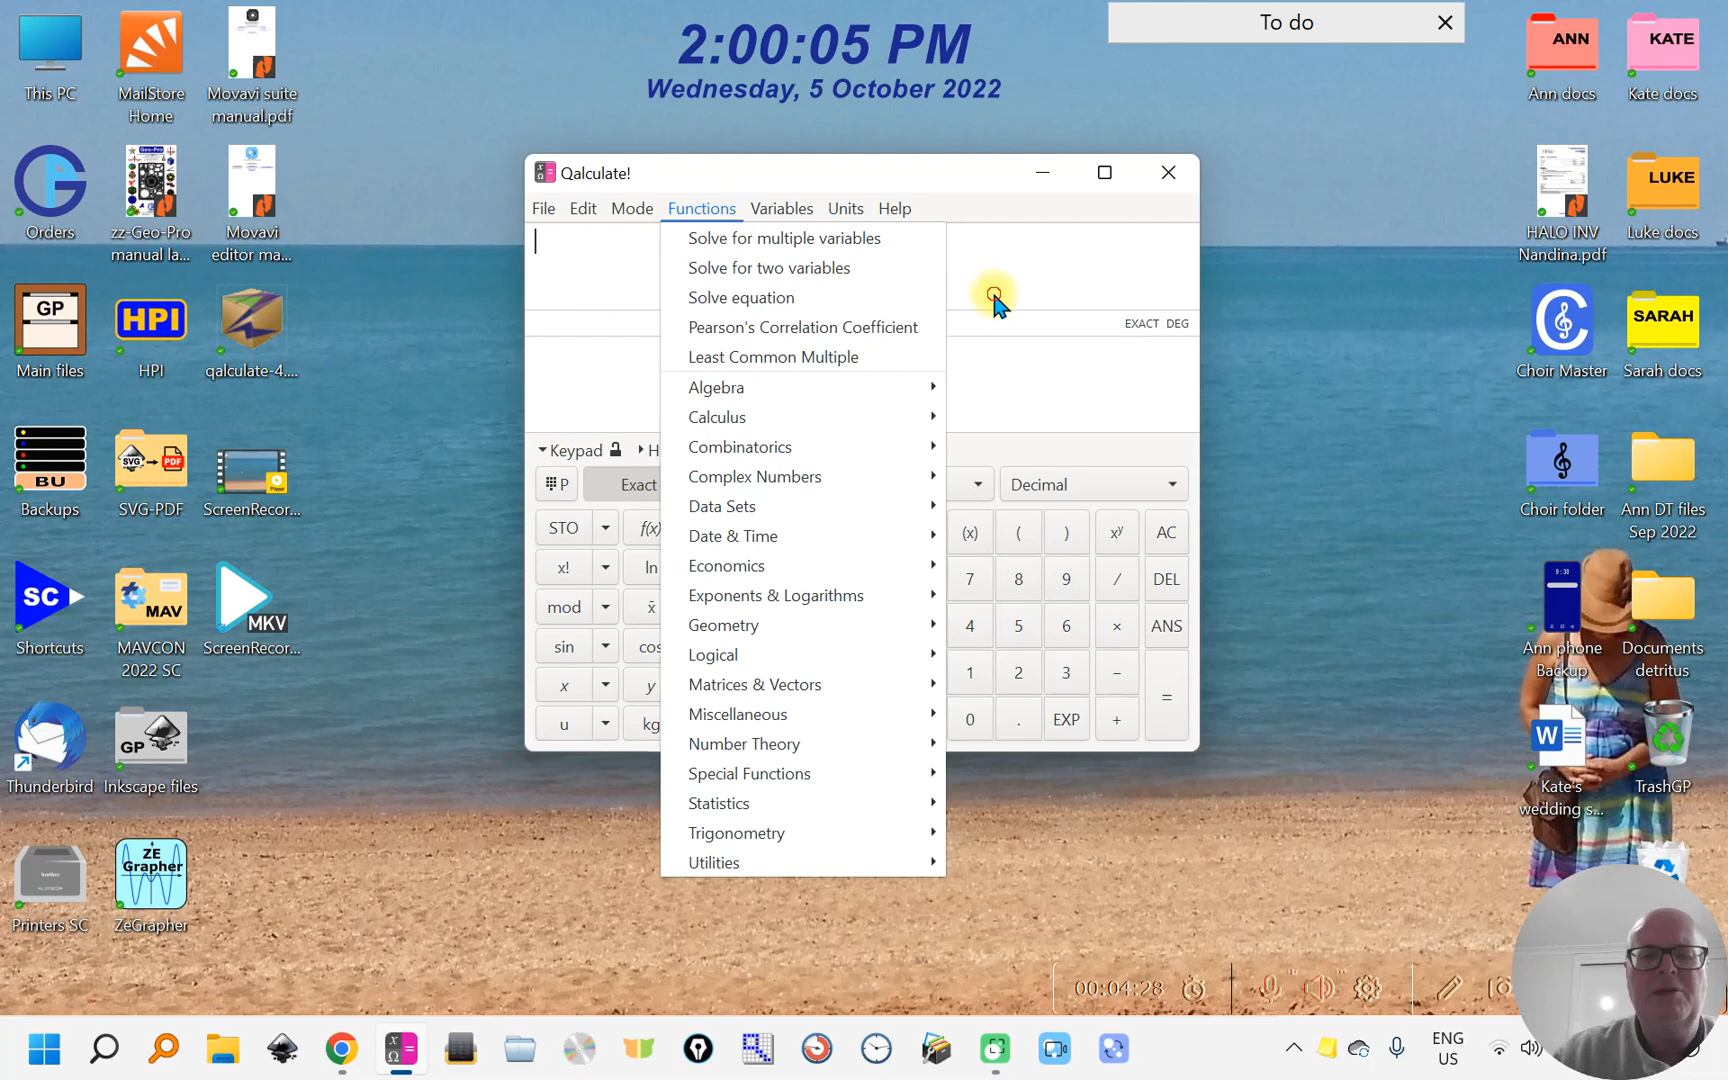 2:00:05 PM
Wednesday, 5 October 2022
To do
This PC
MailStore
Home
Movavi suite
manual.pdf
Orders
zz-Geo-Pro
manual la...
Movavi
editor ma...
GP
Main files
HPI
HPI
qalculate-4....
BU
Backups
SVG
PDF
SVG-PDF
ScreenRecor...
SC
Shortcuts
MAV
MAVCON
2022 SC
MKV
ScreenRecor...
Thunderbird
GP
Inkscape files
Printers SC
ZE
Grapher
ZeGrapher
Qalculate!
File Edit Mode Functions Variables Units Help
Solve for multiple variables
Solve for two variables
Solve equation
Pearson's Correlation Coefficient
Least Common Multiple
Algebra
Calculus
Combinatorics
Complex Numbers
Data Sets
Date & Time
Economics
Exponents & Logarithms
Geometry
Logical
Matrices & Vectors
Miscellaneous
Number Theory
Special Functions
Statistics
Trigonometry
Utilities
EXACT DEG
Keypad H
P Exact Decimal
STO f(x) (x) ( ) xʸ AC
x! ln 7 8 9 / DEL
mod x̄ 4 5 6 × ANS
sin cos 1 2 3 − =
x y 0 . EXP +
u kg
ANN
Ann docs
KATE
Kate docs
HALO INV
Nandina.pdf
LUKE
Luke docs
Choir Master
SARAH
Sarah docs
Choir folder
Ann DT files
Sep 2022
9:30
Ann phone
Backup
Documents
detritus
Kate's
wedding s...
TrashGP
00:04:28
ENG
US